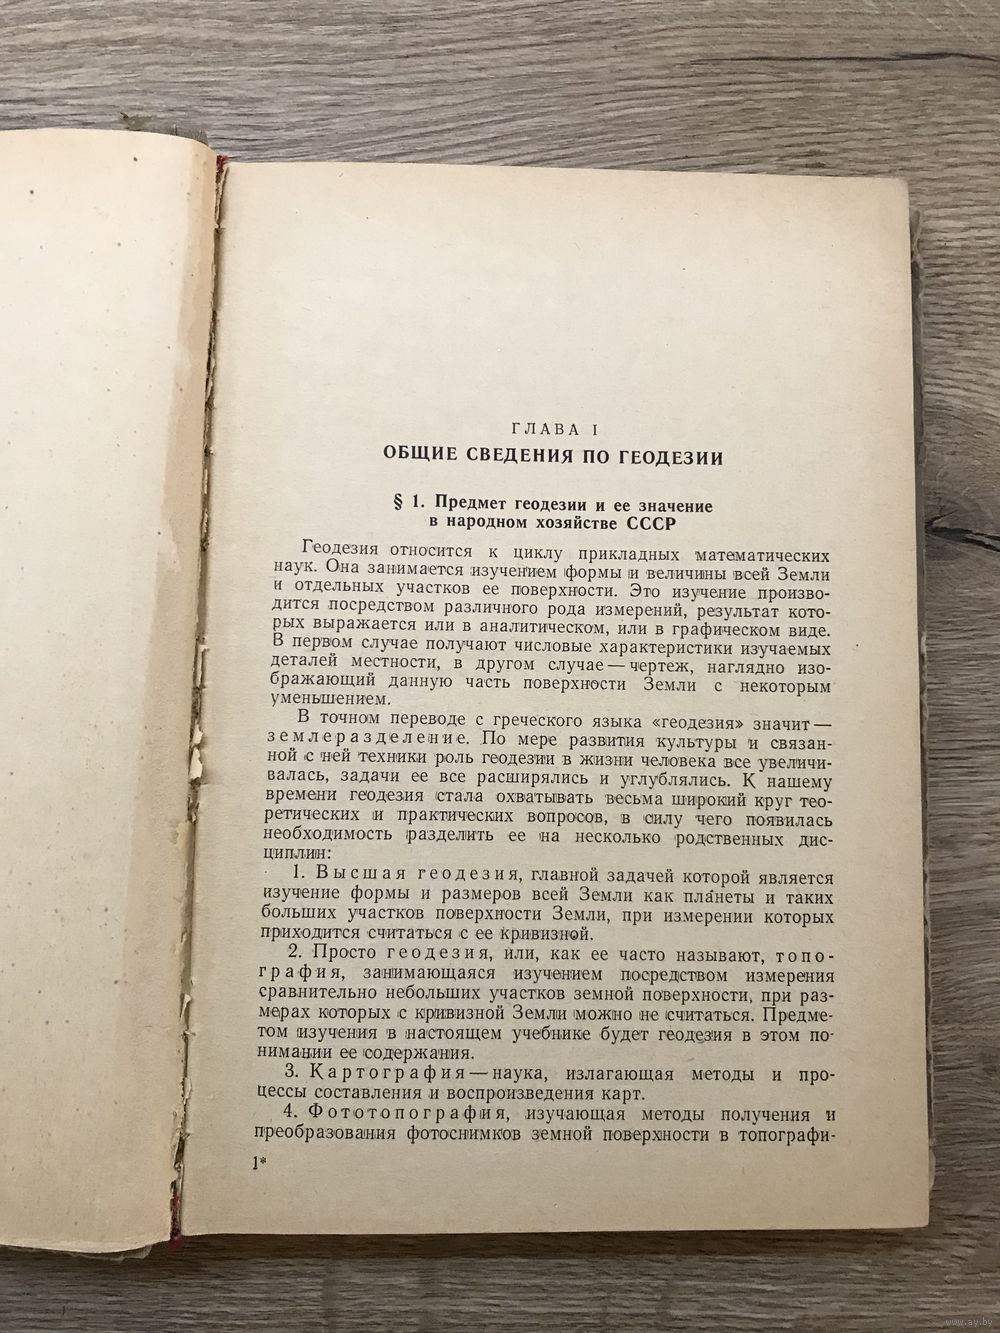 ГЛАВА I
ОБЩИЕ СВЕДЕНИЯ ПО ГЕОДЕЗИИ
§ 1. Предмет геодезии и ее значение
в народном хозяйстве СССР
Геодезия относится к циклу прикладных математических
наук. Она занимается изучением формы и величины всей Земли
и отдельных участков ее поверхности. Это изучение произво-
дится посредством различного рода измерений, результат кото-
рых выражается или в аналитическом, или в графическом виде.
В первом случае получают числовые характеристики изучаемых
деталей местности, в другом случае — чертеж, наглядно изо-
бражающий данную часть поверхности Земли с некоторым
уменьшением.
В точном переводе с греческого языка «геодезия» значит —
землеразделение. По мере развития культуры и связан-
ной с ней техники роль геодезии в жизни человека все увеличи-
валась, задачи ее все расширялись и углублялись. К нашему
времени геодезия стала охватывать весьма широкий круг тео-
ретических и практических вопросов, в силу чего появилась
необходимость разделить ее на несколько родственных дис-
циплин:
1. Высшая геодезия, главной задачей которой является
изучение формы и размеров всей Земли как планеты и таких
больших участков поверхности Земли, при измерении которых
приходится считаться с ее кривизной.
2. Просто геодезия, или, как ее часто называют, топо-
графия, занимающаяся изучением посредством измерения
сравнительно небольших участков земной поверхности, при раз-
мерах которых с кривизной Земли можно не считаться. Предме-
том изучения в настоящем учебнике будет геодезия в этом по-
нимании ее содержания.
3. Картография — наука, излагающая методы и про-
цессы составления и воспроизведения карт.
4. Фототопография, изучающая методы получения и
преобразования фотоснимков земной поверхности в топографи-
1*
www.ay.by